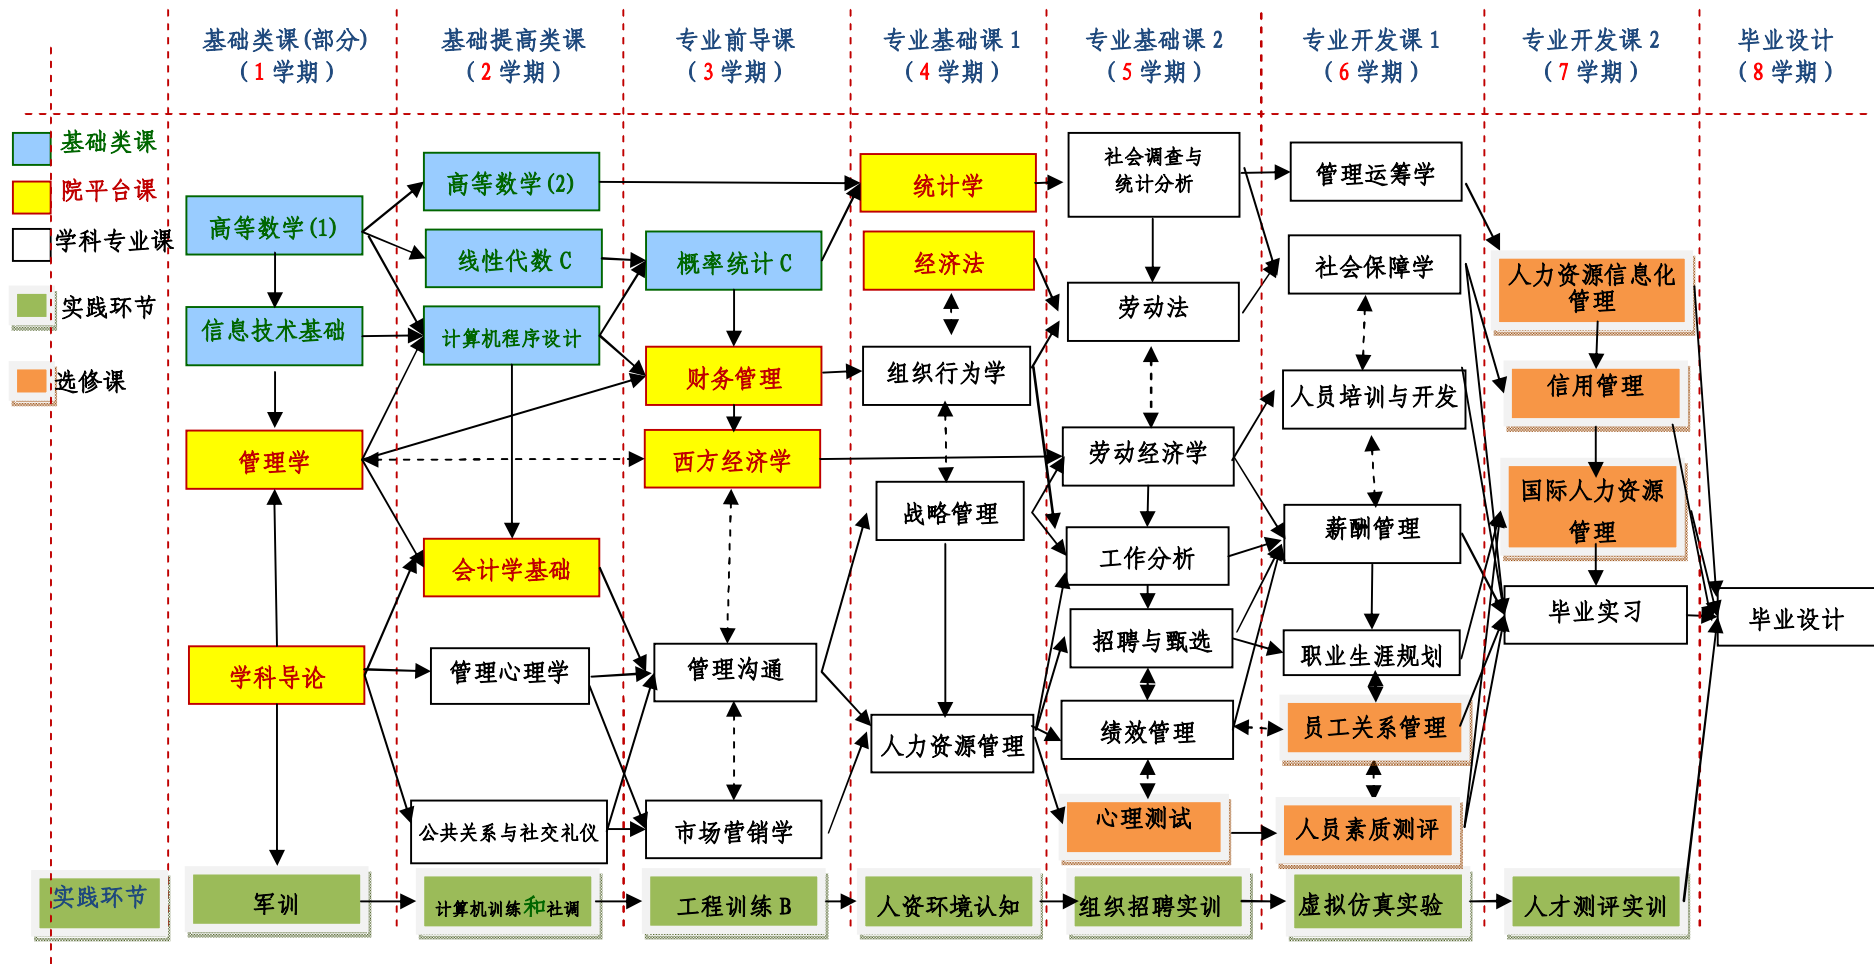 基础类课(部分)
（1 学期）
基础提高类课
（2 学期）
专业前导课
（3 学期）
专业基础课 1
（4 学期）
专业基础课 2
（5 学期）
专业开发课 1
（6 学期）
专业开发课 2
（7 学期）
毕业设计
（8 学期）
基础类课
院平台课
学科专业课
实践环节
选修课
高等数学(1)
信息技术基础
管理学
学科导论
高等数学(2)
线性代数 C
计算机程序设计
会计学基础
管理心理学
公共关系与社交礼仪
概率统计 C
财务管理
西方经济学
管理沟通
市场营销学
统计学
经济法
组织行为学
战略管理
人力资源管理
社会调查与
统计分析
劳动法
劳动经济学
工作分析
招聘与甄选
绩效管理
心理测试
管理运筹学
社会保障学
人员培训与开发
薪酬管理
职业生涯规划
员工关系管理
人员素质测评
人力资源信息化
管理
信用管理
国际人力资源
管理
毕业实习
毕业设计
实践环节
军训
计算机训练和社调
工程训练 B
人资环境认知
组织招聘实训
虚拟仿真实验
人才测评实训